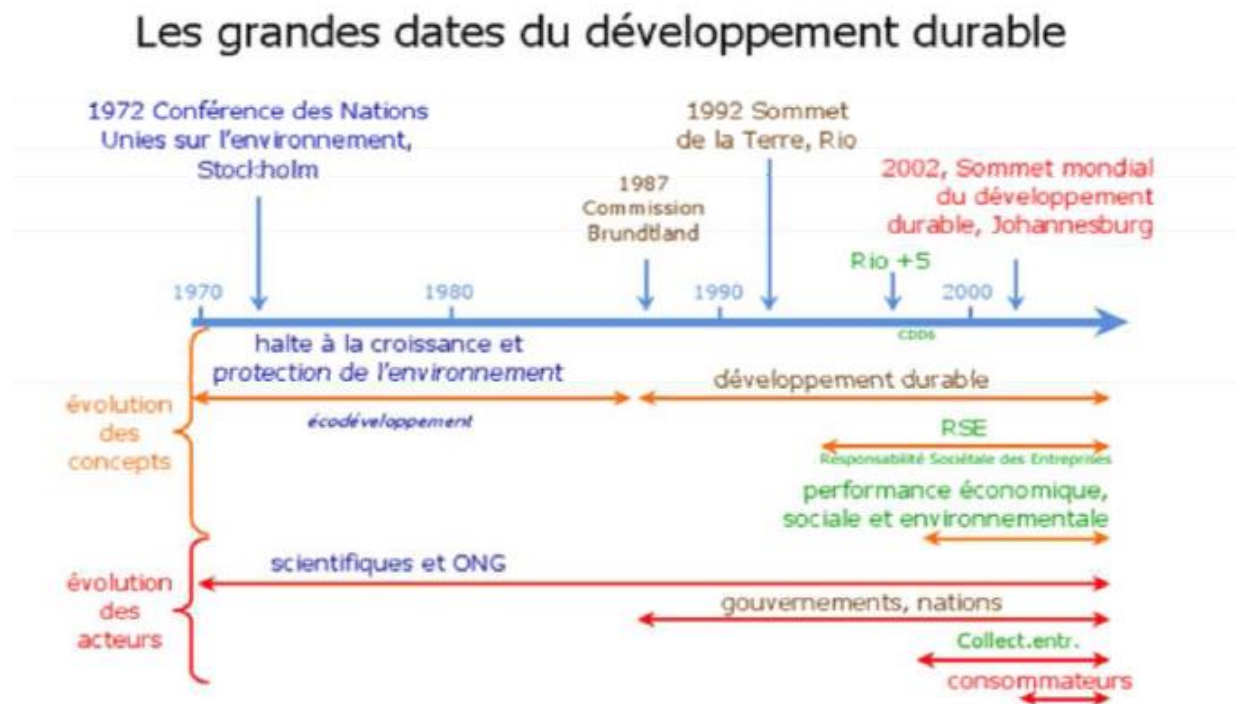 Les grandes dates du développement durable
1972 Conférence des Nations
Unies sur l'environnement,
Stockholm
1992 Sommet
de la Terre, Rio
1987
Commission
Brundtland
2002, Sommet mondial
du développement
durable, Johannesburg
Rio +5
1970
1980
1990
2000
CDD6
halte à la croissance et
protection de l'environnement
écodéveloppement
développement durable
évolution
des
concepts
RSE
Responsabilité Sociétale des Entreprises
performance économique,
sociale et environnementale
évolution
des
acteurs
scientifiques et ONG
gouvernements, nations
Collect.entr.
consommateurs